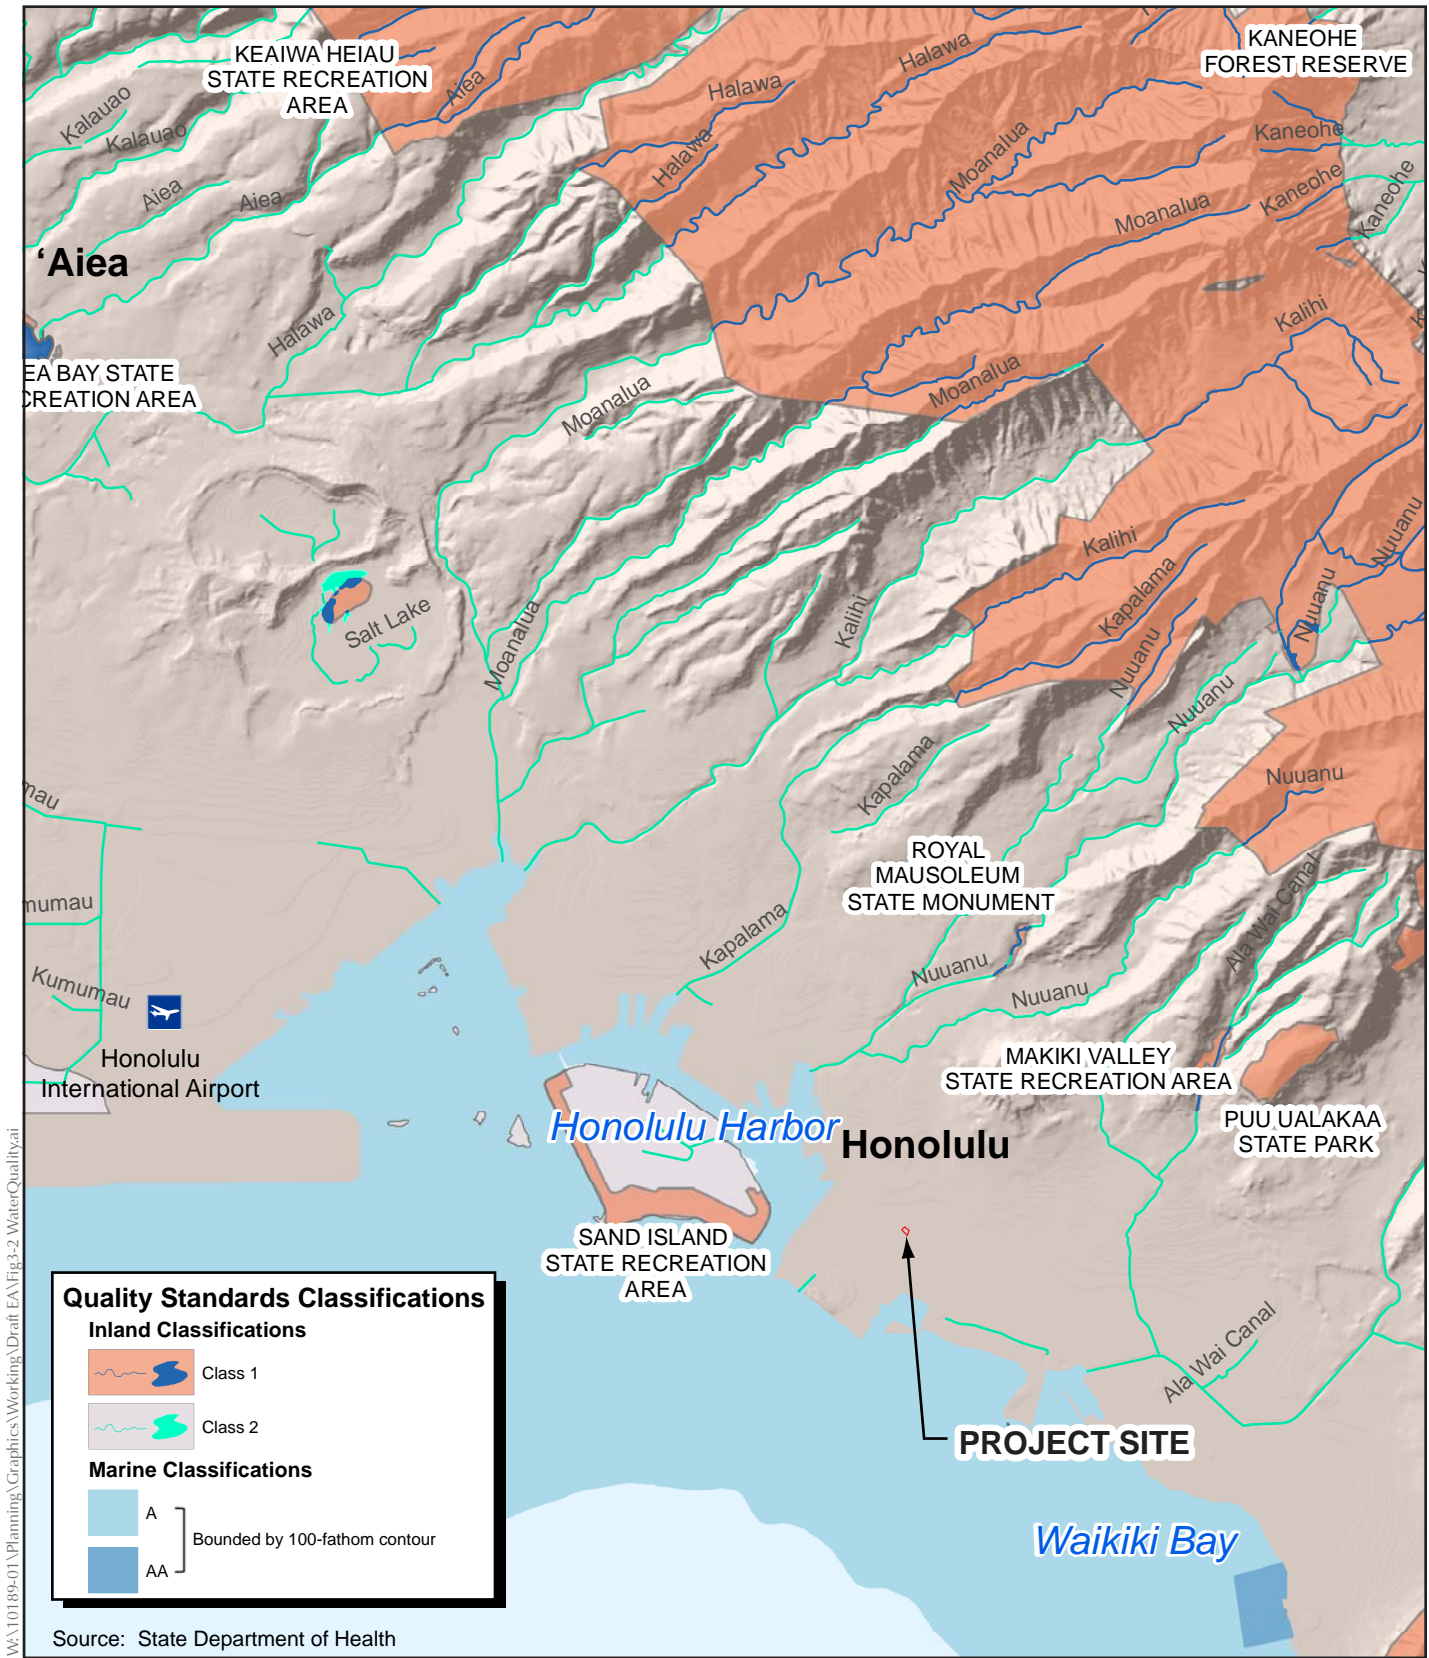 KEAIWA HEIAU
STATE RECREATION
AREA
KANEOHE
FOREST RESERVE
Halawa
Aiea
Halawa
Kalauao
Kalauao
Halawa
Moanalua
Kaneohe
Kaneohe
Kaneohe
Aiea
Aiea
Moanalua
‘Aiea
Halawa
Kalihi
EA BAY STATE
CREATION AREA
Moanalua
Moanalua
Kalihi
Nuuanu
Kapalama
Nuuanu
Nuuanu
Salt Lake
Moanalua
Kalihi
Nuuanu
Kapalama
Nuuanu
mau
ROYAL
MAUSOLEUM
STATE MONUMENT
Ala Wai Canal
numau
Kapalama
Nuuanu
Nuuanu
Kumumau
Honolulu
International Airport
MAKIKI VALLEY
STATE RECREATION AREA
Honolulu Harbor
Honolulu
PUU UALAKAA
STATE PARK
SAND ISLAND
STATE RECREATION
AREA
Ala Wai Canal
PROJECT SITE
Waikiki Bay
Quality Standards Classifications
Inland Classifications
Class 1
Class 2
Marine Classifications
A
Bounded by 100-fathom contour
AA
Source: State Department of Health
W:\10189-01\Planning\Graphics\Working\Draft EA\Fig3-2 WaterQuality.ai